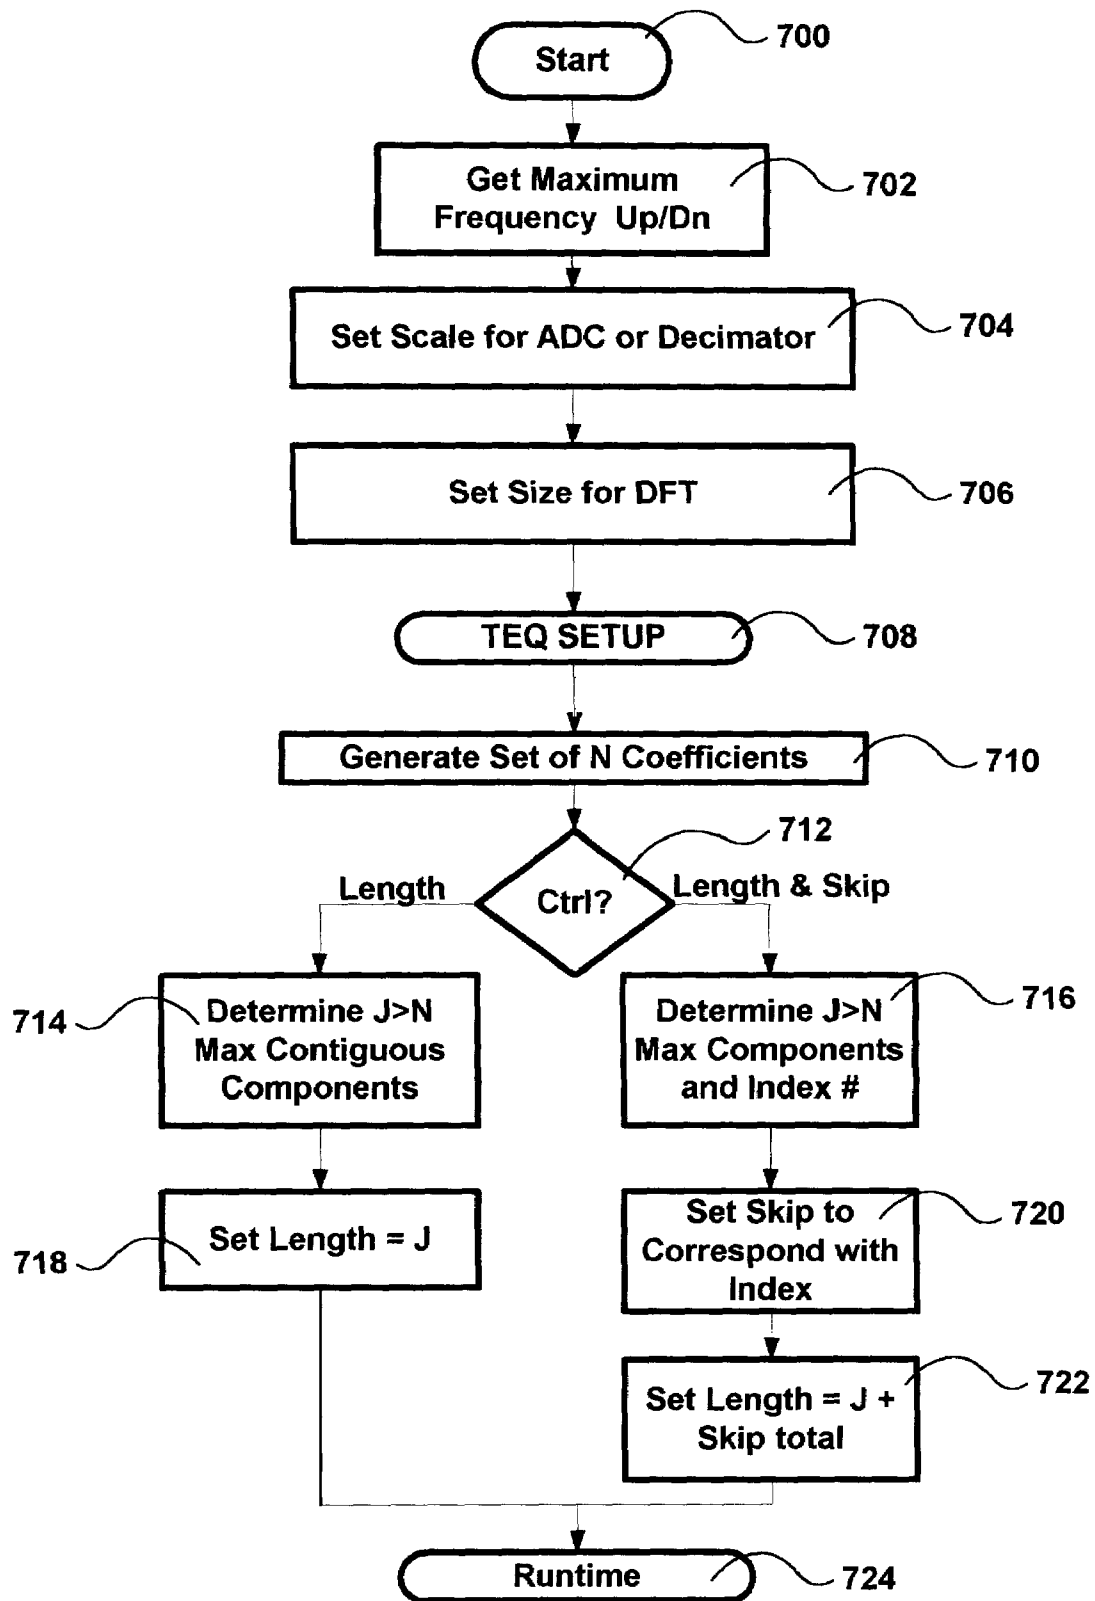 Start
700
Get Maximum
Frequency Up/Dn
702
Set Scale for ADC or Decimator
704
Set Size for DFT
706
TEQ SETUP
708
Generate Set of N Coefficients
710
712
Length
Ctrl?
Length & Skip
714
Determine J>N
Max Contiguous
Components
Determine J>N
Max Components
and Index #
716
718
Set Length = J
Set Skip to
Correspond with
Index
720
Set Length = J +
Skip total
722
Runtime
724